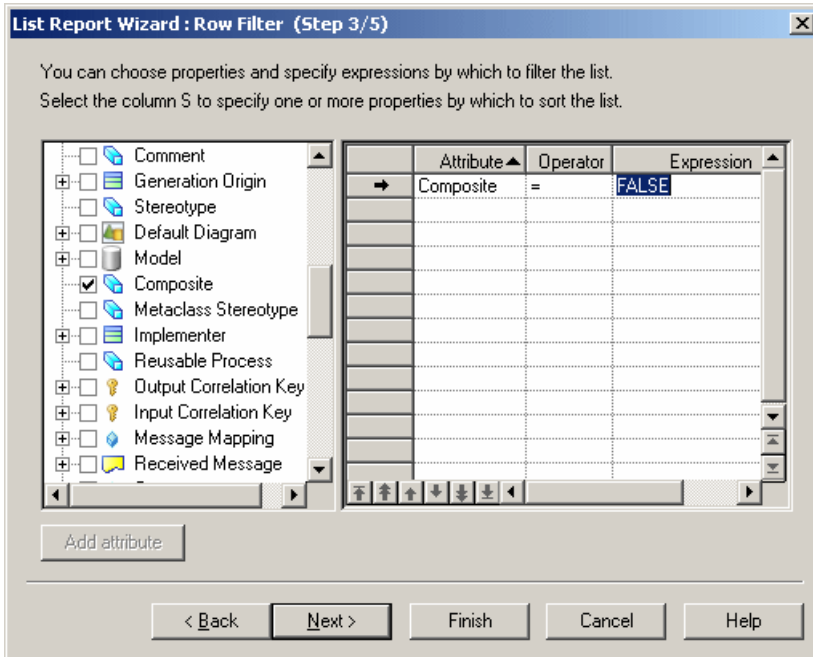 List Report Wizard : Row Filter (Step 3/5)
You can choose properties and specify expressions by which to filter the list.
Select the column S to specify one or more properties by which to sort the list.
Comment
Generation Origin
Stereotype
Default Diagram
Model
Composite
Metaclass Stereotype
Implementer
Reusable Process
Output Correlation Key
Input Correlation Key
Message Mapping
Received Message
Attribute Operator Expression
Composite = FALSE
Add attribute
< Back Next > Finish Cancel Help